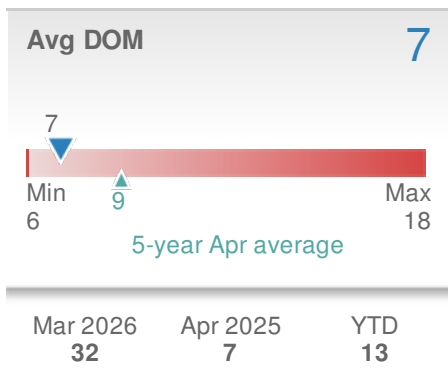 Avg DOM 7
7
Min Max
6 9 18
5-year Apr average
Mar 2026 Apr 2025 YTD
32 7 13